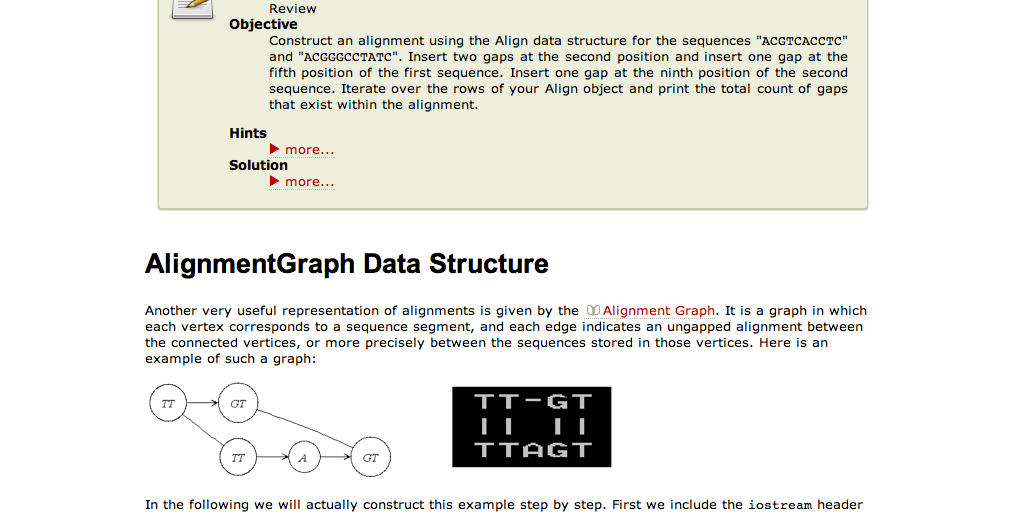 Review
Objective
Construct an alignment using the Align data structure for the sequences "ACGTCACCTC"
and "ACGGGCCTATC". Insert two gaps at the second position and insert one gap at the
fifth position of the first sequence. Insert one gap at the ninth position of the second
sequence. Iterate over the rows of your Align object and print the total count of gaps
that exist within the alignment.
Hints
more...
Solution
more...
AlignmentGraph Data Structure
Another very useful representation of alignments is given by the Alignment Graph. It is a graph in which
each vertex corresponds to a sequence segment, and each edge indicates an ungapped alignment between
the connected vertices, or more precisely between the sequences stored in those vertices. Here is an
example of such a graph:
TT GT
TT A GT
TT-GT
|| ||
TTAGT
In the following we will actually construct this example step by step. First we include the iostream header